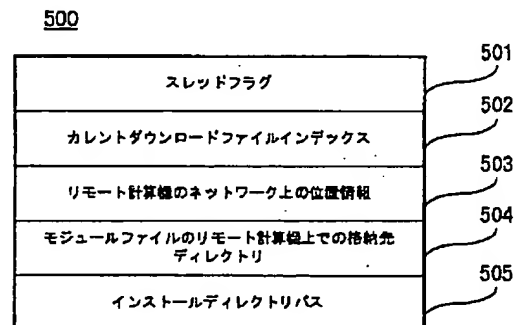 500
スレッドフラグ
501
カレントダウンロードファイルインデックス
502
リモート計算機のネットワーク上の位置情報
503
モジュールファイルのリモート計算機上での格納先
ディレクトリ
504
インストールディレクトリパス
505